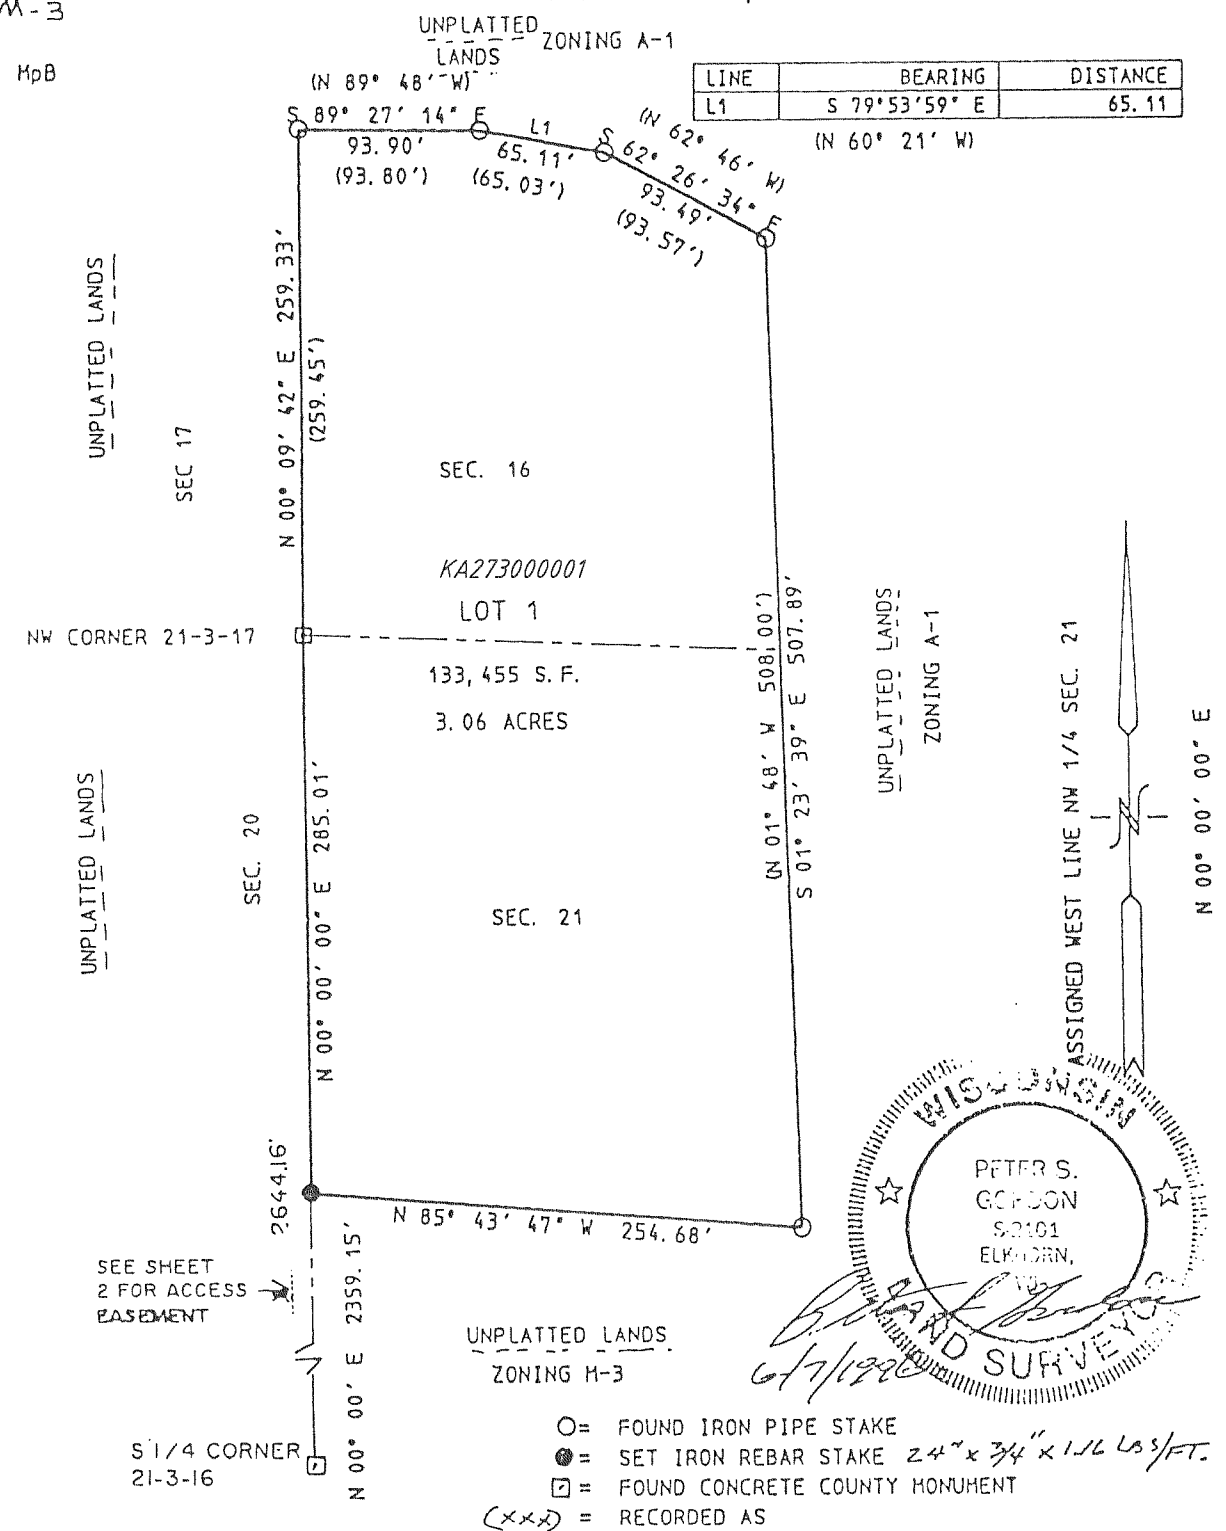 M-3
MpB
UNPLATTED
LANDS
ZONING A-1
LINE BEARING DISTANCE
L1 S 79°53'59" E 65.11
(N 60° 21' W)
(N 89° 48' W)
S 89° 27' 14" E
93.90'
(93.80')
L1
65.11'
(65.03')
(N 62° 46' W)
S 62° 26' 34" E
93.49'
(93.57')
UNPLATTED LANDS
SEC 17
N 00° 09' 42" E 259.33'
(259.45')
SEC. 16
KA273000001
LOT 1
NW CORNER 21-3-17
133,455 S.F.
3.06 ACRES
(N 01° 48' W 508.00')
S 01° 23' 39" E 507.89'
UNPLATTED LANDS
ZONING A-1
ASSIGNED WEST LINE NW 1/4 SEC. 21
N 00° 00' 00" E
N
UNPLATTED LANDS
SEC. 20
N 00° 00' 00" E 285.01'
SEC. 21
2644.16'
N 85° 43' 47" W 254.68'
SEE SHEET
2 FOR ACCESS
EASEMENT
N 00° 00' E 2359.15'
UNPLATTED LANDS
ZONING M-3
S 1/4 CORNER
21-3-16
WISCONSIN
PETER S.
GORDON
S-2101
ELKHORN,
LAND SURVEYOR
O= FOUND IRON PIPE STAKE
●= SET IRON REBAR STAKE 24" x 3/4" x 1.16 LBS/FT.
⊡= FOUND CONCRETE COUNTY MONUMENT
(XXX) = RECORDED AS